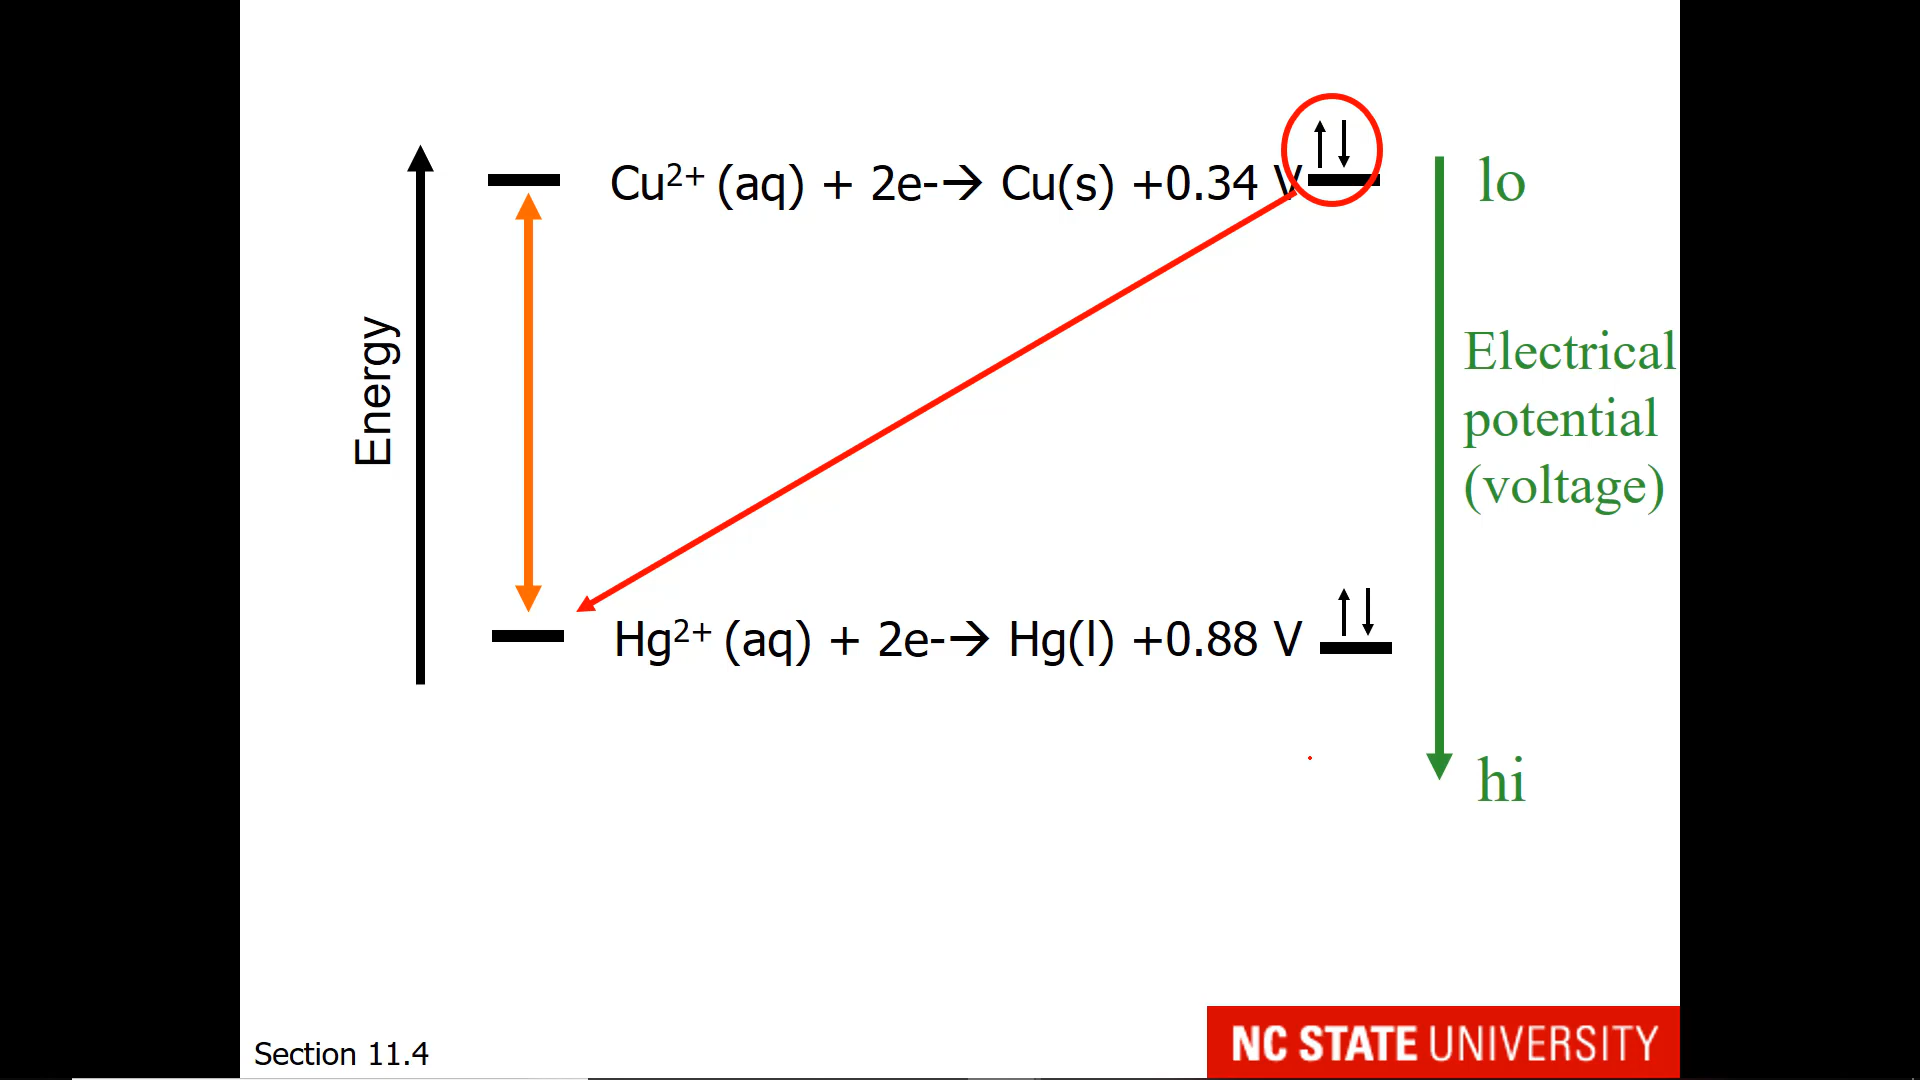 Cu²⁺ (aq) + 2e-→ Cu(s) +0.34 V
lo
Energy
Electrical
potential
(voltage)
Hg²⁺ (aq) + 2e-→ Hg(l) +0.88 V
hi
Section 11.4
NC STATE UNIVERSITY